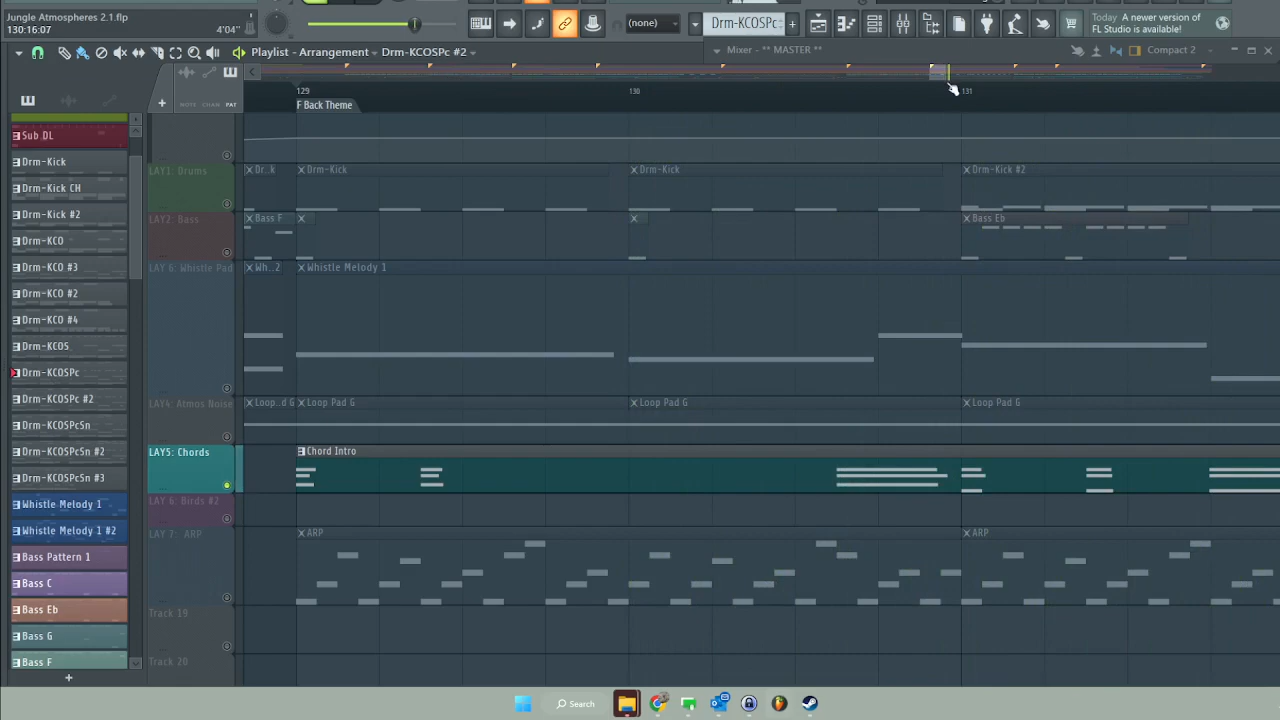 Jungle Atmospheres 2.1.flp
130:16:07
4'04"
(none)
Drm-KCOSPc
Today
A newer version of
FL Studio is available!
Playlist - Arrangement
Drm-KCOSPc #2
Mixer - ** MASTER **
Compact 2
NOTE CHAN PAT
129
130
131
F Back Theme
Sub DL
Drm-Kick
Drm-Kick CH
Drm-Kick #2
Drm-KCO
Drm-KCO #3
Drm-KCO #2
Drm-KCO #4
Drm-KCOS
Drm-KCOSPc
Drm-KCOSPc #2
Drm-KCOSPcSn
Drm-KCOSPcSn #2
Drm-KCOSPcSn #3
Whistle Melody 1
Whistle Melody 1 #2
Bass Pattern 1
Bass C
Bass Eb
Bass G
Bass F
LAY1: Drums
Dr..k
Drm-Kick
Drm-Kick
Drm-Kick #2
LAY2: Bass
Bass F
Bass Eb
LAY 6: Whistle Pad
Wh..2
Whistle Melody 1
LAY4: Atmos Noise
Loop..d G
Loop Pad G
Loop Pad G
Loop Pad G
LAY5: Chords
Chord Intro
LAY 6: Birds #2
LAY 7: ARP
ARP
ARP
Track 19
Track 20
Search